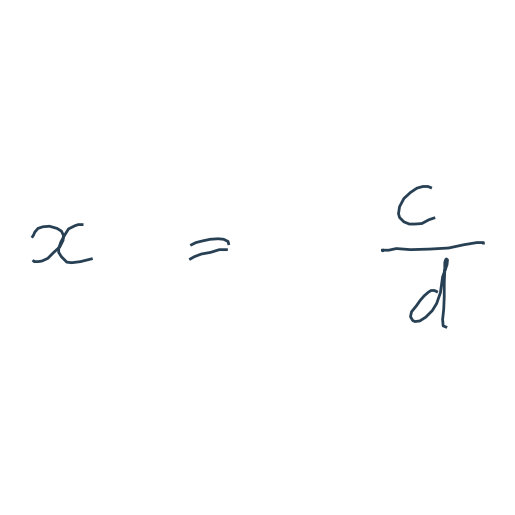 x = c/d